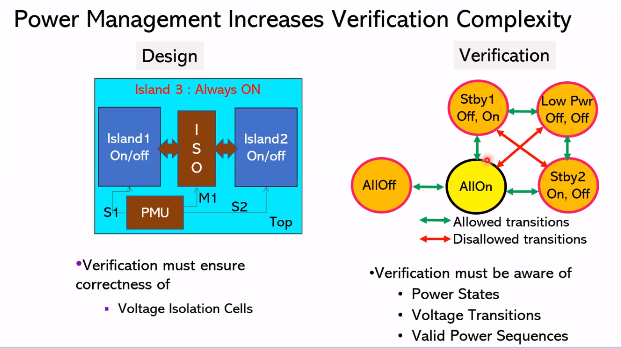 Power Management Increases Verification Complexity
Design
Verification
Island 3 : Always ON
Island1
On/off
I
S
O
Island2
On/off
S1
PMU
M1
S2
Top
Stby1
Off, On
Low Pwr
Off, Off
AllOff
AllOn
Stby2
On, Off
Allowed transitions
Disallowed transitions
•Verification must ensure
correctness of
▪ Voltage Isolation Cells
•Verification must be aware of
• Power States
• Voltage Transitions
• Valid Power Sequences